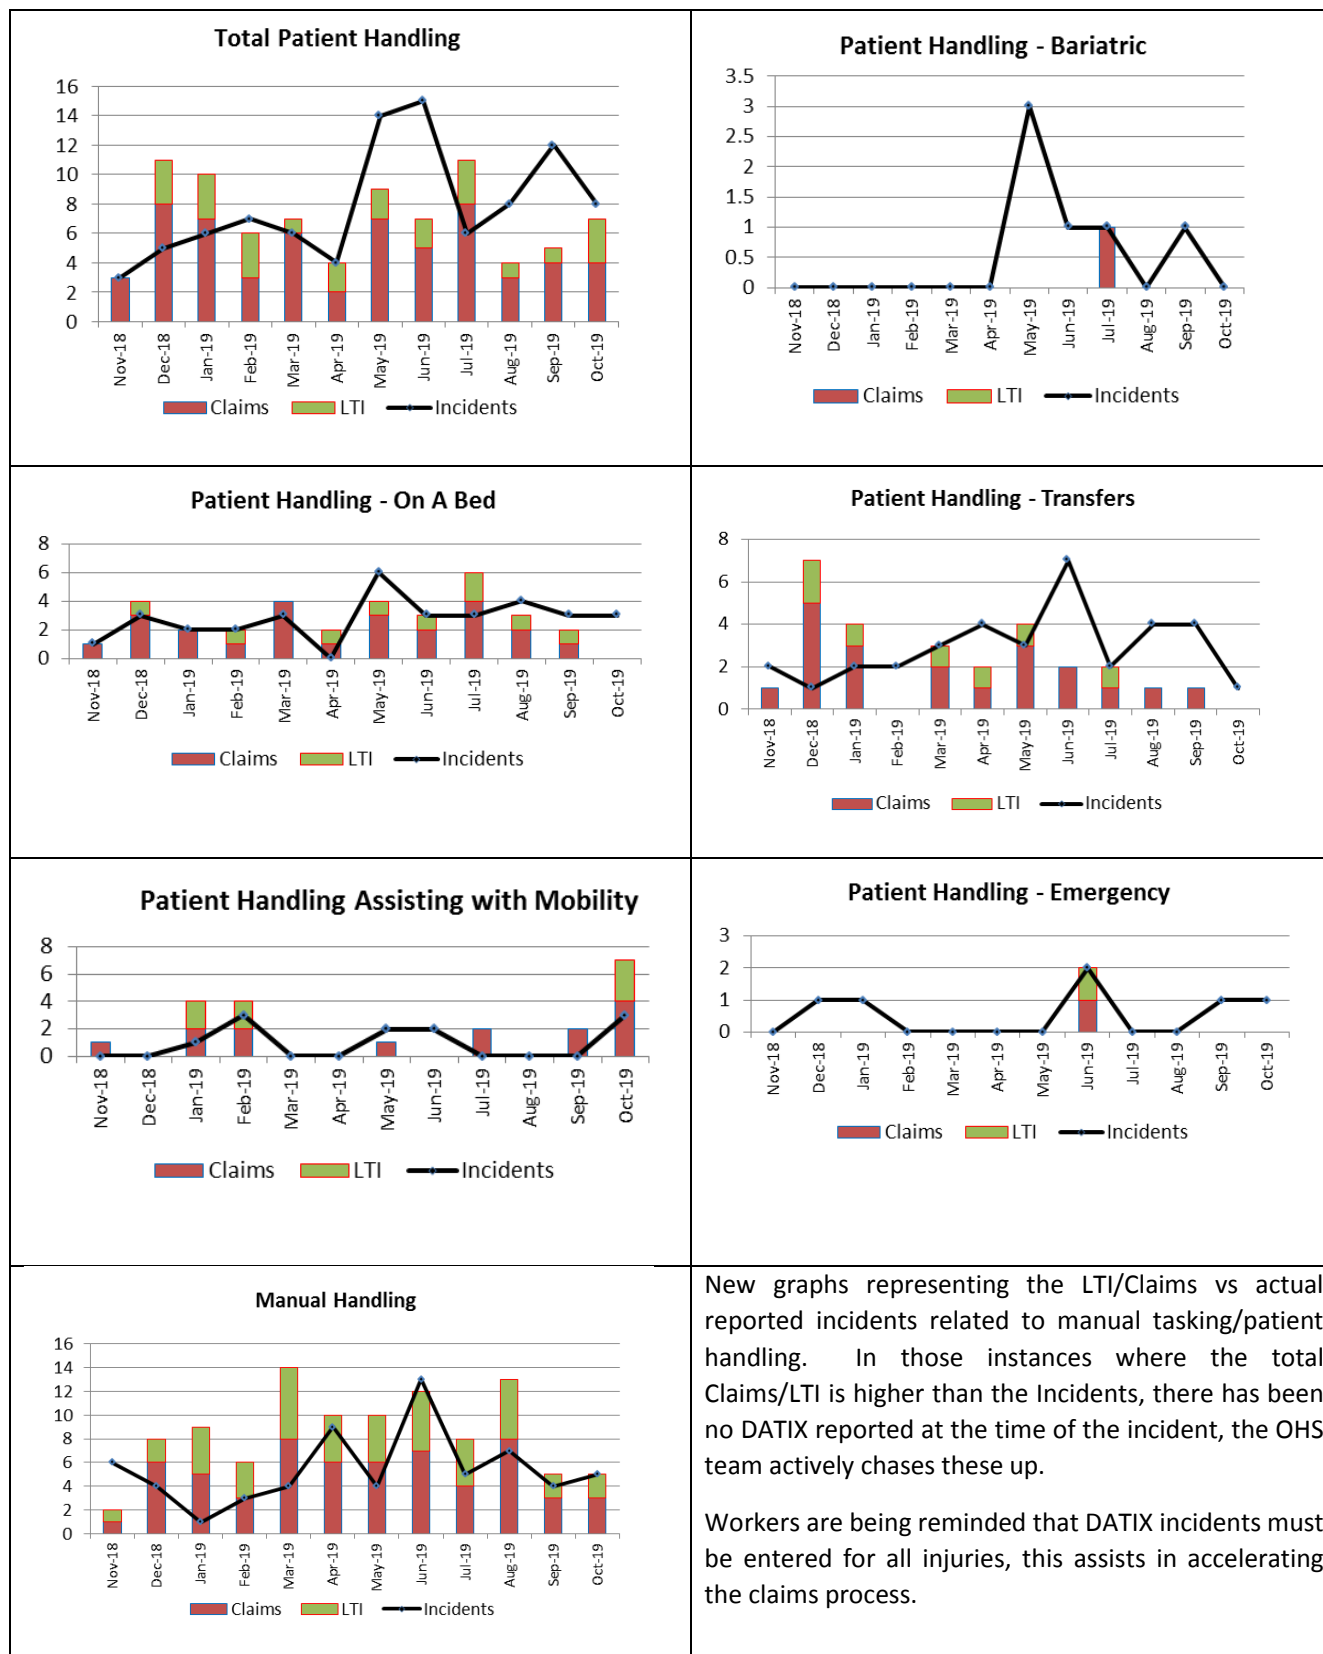 Total Patient Handling
16
14
12
10
8
6
4
2
0
Nov-18
Dec-18
Jan-19
Feb-19
Mar-19
Apr-19
May-19
Jun-19
Jul-19
Aug-19
Sep-19
Oct-19
Claims LTI Incidents
Patient Handling - Bariatric
3.5
3
2.5
2
1.5
1
0.5
0
Nov-18
Dec-18
Jan-19
Feb-19
Mar-19
Apr-19
May-19
Jun-19
Jul-19
Aug-19
Sep-19
Oct-19
Claims LTI Incidents
Patient Handling - On A Bed
8
6
4
2
0
Nov-18
Dec-18
Jan-19
Feb-19
Mar-19
Apr-19
May-19
Jun-19
Jul-19
Aug-19
Sep-19
Oct-19
Claims LTI Incidents
Patient Handling - Transfers
8
6
4
2
0
Nov-18
Dec-18
Jan-19
Feb-19
Mar-19
Apr-19
May-19
Jun-19
Jul-19
Aug-19
Sep-19
Oct-19
Claims LTI Incidents
Patient Handling Assisting with Mobility
8
6
4
2
0
Nov-18
Dec-18
Jan-19
Feb-19
Mar-19
Apr-19
May-19
Jun-19
Jul-19
Aug-19
Sep-19
Oct-19
Claims LTI Incidents
Patient Handling - Emergency
3
2
1
0
Nov-18
Dec-18
Jan-19
Feb-19
Mar-19
Apr-19
May-19
Jun-19
Jul-19
Aug-19
Sep-19
Oct-19
Claims LTI Incidents
Manual Handling
16
14
12
10
8
6
4
2
0
Nov-18
Dec-18
Jan-19
Feb-19
Mar-19
Apr-19
May-19
Jun-19
Jul-19
Aug-19
Sep-19
Oct-19
Claims LTI Incidents
New graphs representing the LTI/Claims vs actual
reported incidents related to manual tasking/patient
handling. In those instances where the total
Claims/LTI is higher than the Incidents, there has been
no DATIX reported at the time of the incident, the OHS
team actively chases these up.
Workers are being reminded that DATIX incidents must
be entered for all injuries, this assists in accelerating
the claims process.